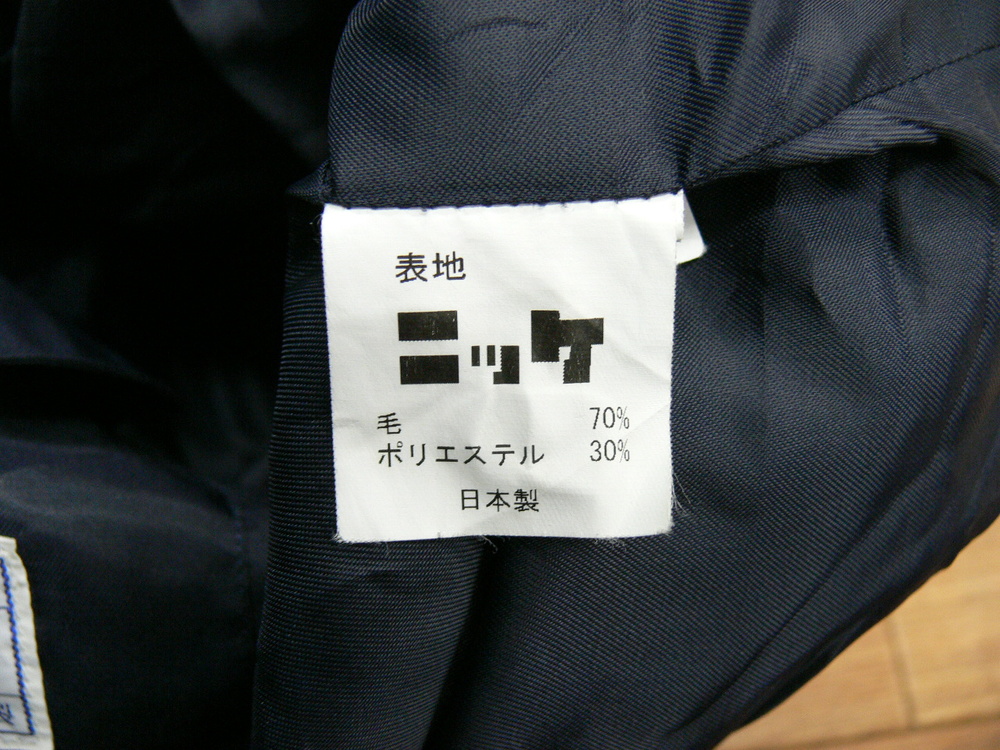 表地
ニッケ
毛 70%
ポリエステル 30%
日本製